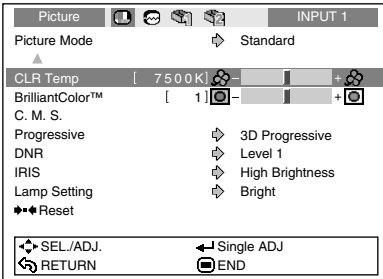 Picture INPUT 1
Picture Mode Standard
CLR Temp [ 7500K] – +
BrilliantColor™ [ 1] – +
C. M. S.
Progressive 3D Progressive
DNR Level 1
IRIS High Brightness
Lamp Setting Bright
Reset
SEL./ADJ. Single ADJ
RETURN END